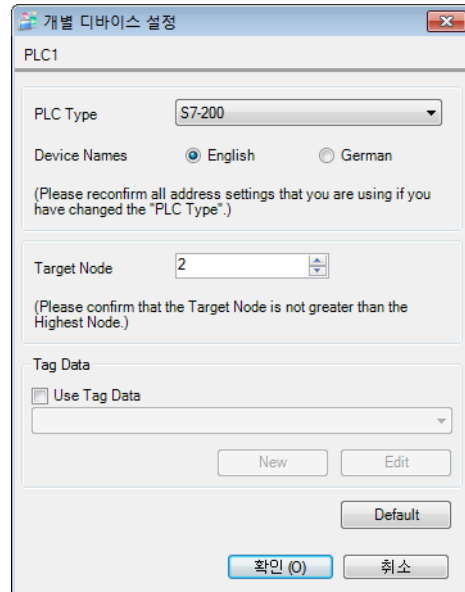 개별 디바이스 설정
PLC1
PLC Type
S7-200
Device Names
English
German
(Please reconfirm all address settings that you are using if you
have changed the "PLC Type".)
Target Node
2
(Please confirm that the Target Node is not greater than the
Highest Node.)
Tag Data
Use Tag Data
New
Edit
Default
확인 (O)
취소